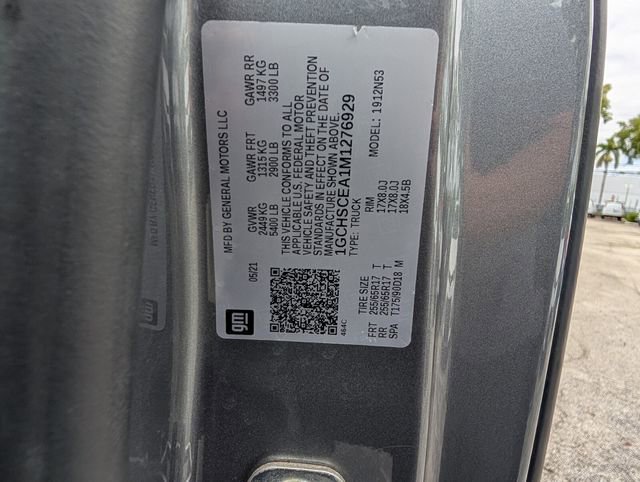 MFD BY GENERAL MOTORS LLC
05/21
GVWR GAWR FRT GAWR RR
2449 KG 1315 KG 1497 KG
5400 LB 2900 LB 3300 LB
THIS VEHICLE CONFORMS TO ALL
APPLICABLE U.S. FEDERAL MOTOR
VEHICLE SAFETY AND THEFT PREVENTION
STANDARDS IN EFFECT ON THE DATE OF
MANUFACTURE SHOWN ABOVE.
1GCHSCEA1M1276929
TYPE: TRUCK MODEL: 1912N53
TIRE SIZE RIM
FRT 255/65R17 T 17X8.0J
RR 255/65R17 T 17X8.0J
SPA T175/90D18 M 18X4.5B
gm
464C